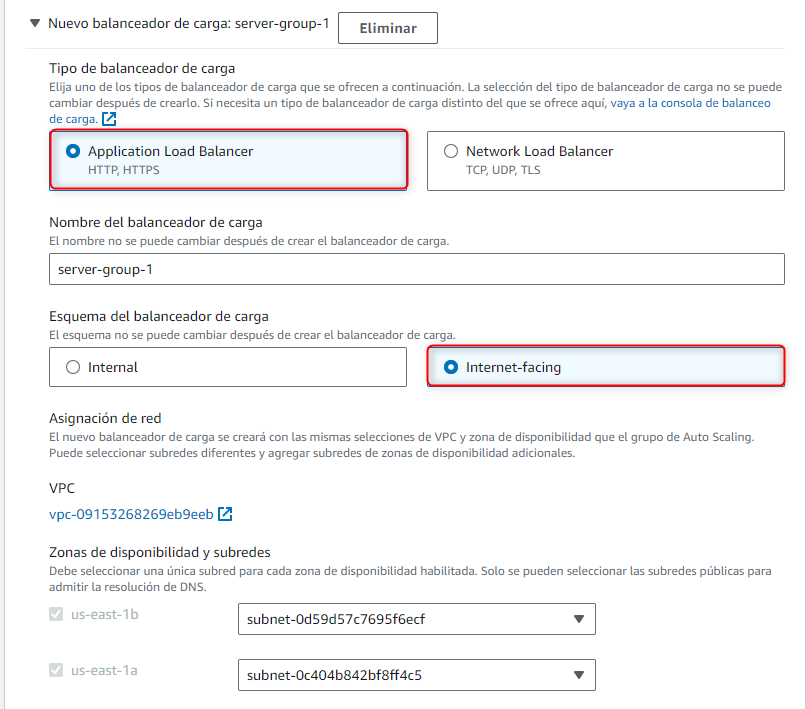 Nuevo balanceador de carga: server-group-1
Eliminar
Tipo de balanceador de carga
Elija uno de los tipos de balanceador de carga que se ofrecen a continuación. La selección del tipo de balanceador de carga no se puede
cambiar después de crearlo. Si necesita un tipo de balanceador de carga distinto del que se ofrece aquí, vaya a la consola de balanceo
de carga.
Application Load Balancer
HTTP, HTTPS
Network Load Balancer
TCP, UDP, TLS
Nombre del balanceador de carga
El nombre no se puede cambiar después de crear el balanceador de carga.
server-group-1
Esquema del balanceador de carga
El esquema no se puede cambiar después de crear el balanceador de carga.
Internal
Internet-facing
Asignación de red
El nuevo balanceador de carga se creará con las mismas selecciones de VPC y zona de disponibilidad que el grupo de Auto Scaling.
Puede seleccionar subredes diferentes y agregar subredes de zonas de disponibilidad adicionales.
VPC
vpc-09153268269eb9eeb
Zonas de disponibilidad y subredes
Debe seleccionar una única subred para cada zona de disponibilidad habilitada. Solo se pueden seleccionar las subredes públicas para
admitir la resolución de DNS.
us-east-1b
subnet-0d59d57c7695f6ecf
us-east-1a
subnet-0c404b842bf8ff4c5